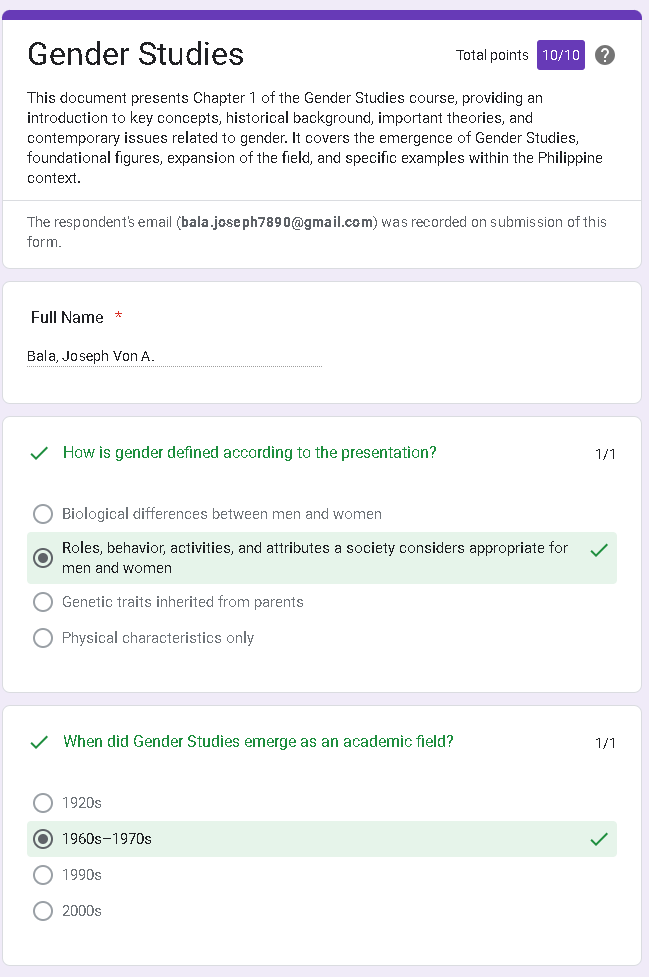 Gender Studies
Total points 10/10 ?
This document presents Chapter 1 of the Gender Studies course, providing an
introduction to key concepts, historical background, important theories, and
contemporary issues related to gender. It covers the emergence of Gender Studies,
foundational figures, expansion of the field, and specific examples within the Philippine
context.
The respondent's email (bala.joseph7890@gmail.com) was recorded on submission of this
form.
Full Name *
Bala, Joseph Von A.
How is gender defined according to the presentation? 1/1
Biological differences between men and women
Roles, behavior, activities, and attributes a society considers appropriate for
men and women
Genetic traits inherited from parents
Physical characteristics only
When did Gender Studies emerge as an academic field? 1/1
1920s
1960s–1970s
1990s
2000s